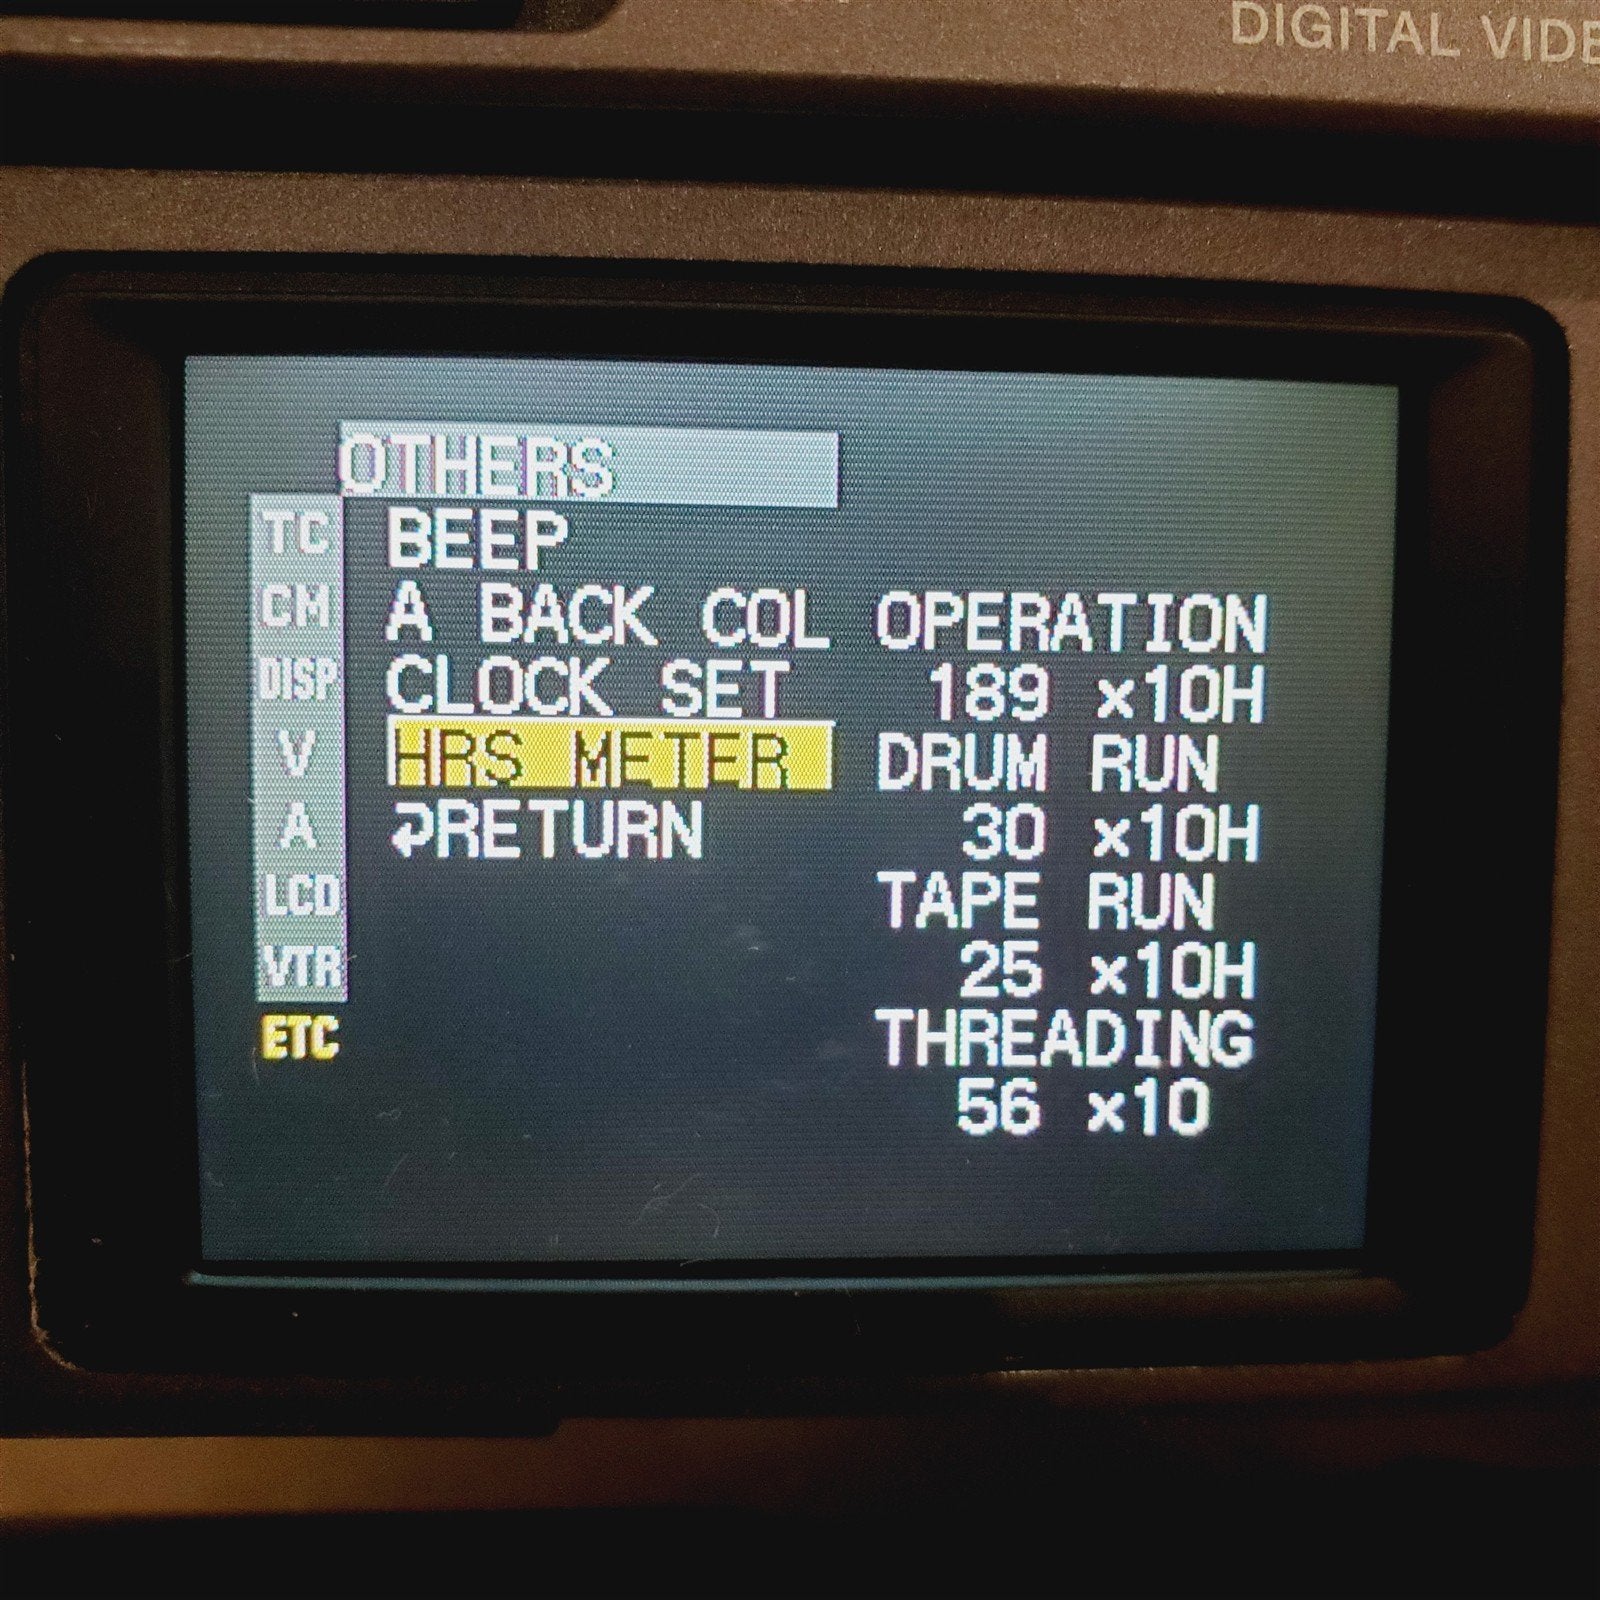 DIGITAL VIDE
OTHERS
TC BEEP
CM A BACK COL OPERATION
DISP CLOCK SET 189 x10H
V HRS METER DRUM RUN
A ↩RETURN 30 x10H
LCD TAPE RUN
VTR 25 x10H
ETC THREADING
56 x10